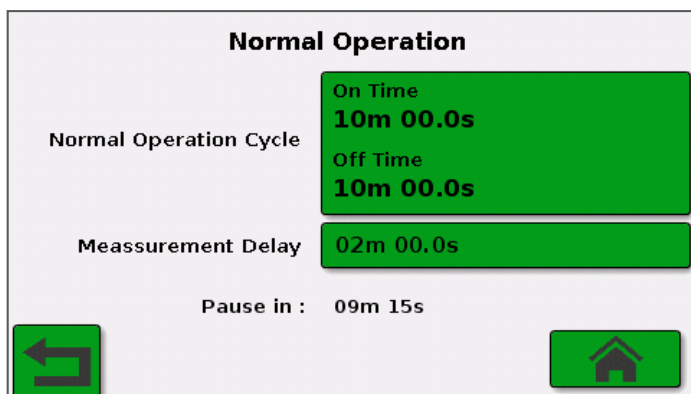 Normal Operation
Normal Operation Cycle
On Time
10m 00.0s
Off Time
10m 00.0s
Meassurement Delay
02m 00.0s
Pause in : 09m 15s